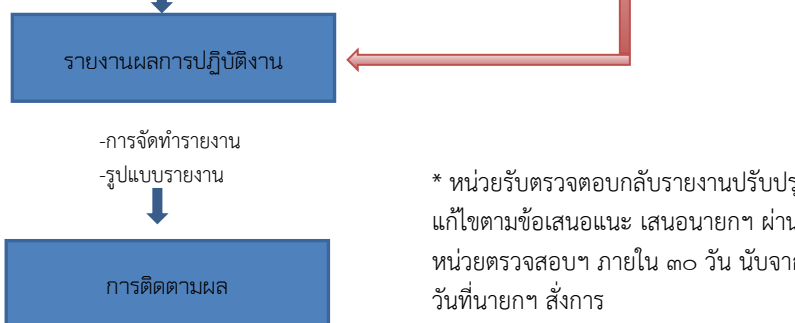 รายงานผลการปฏิบัติงาน
-การจัดทำรายงาน
-รูปแบบรายงาน
* หน่วยรับตรวจตอบกลับรายงานปรับปรุ
แก้ไขตามข้อเสนอแนะ เสนอนายกฯ ผ่าน
หน่วยตรวจสอบฯ ภายใน ๓๐ วัน นับจาก
วันที่นายกฯ สั่งการ
การติดตามผล